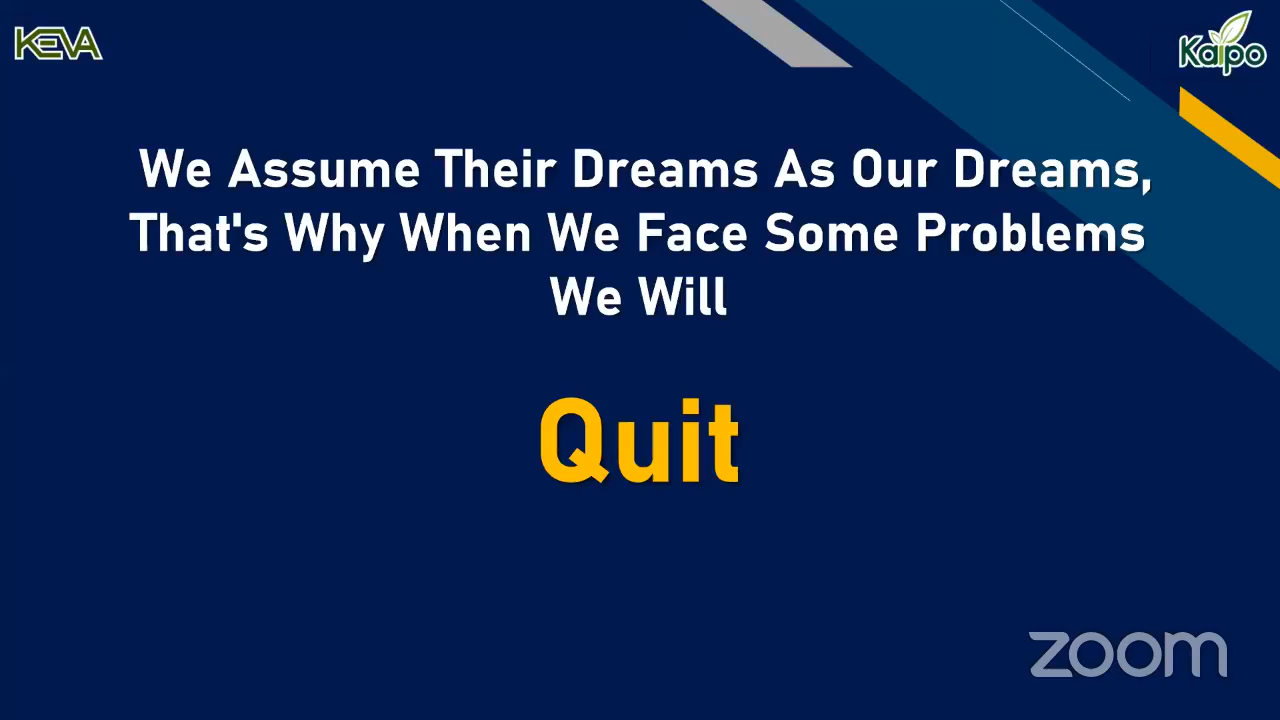 KEVA
Kaipo
We Assume Their Dreams As Our Dreams,
That's Why When We Face Some Problems
We Will
Quit
zoom